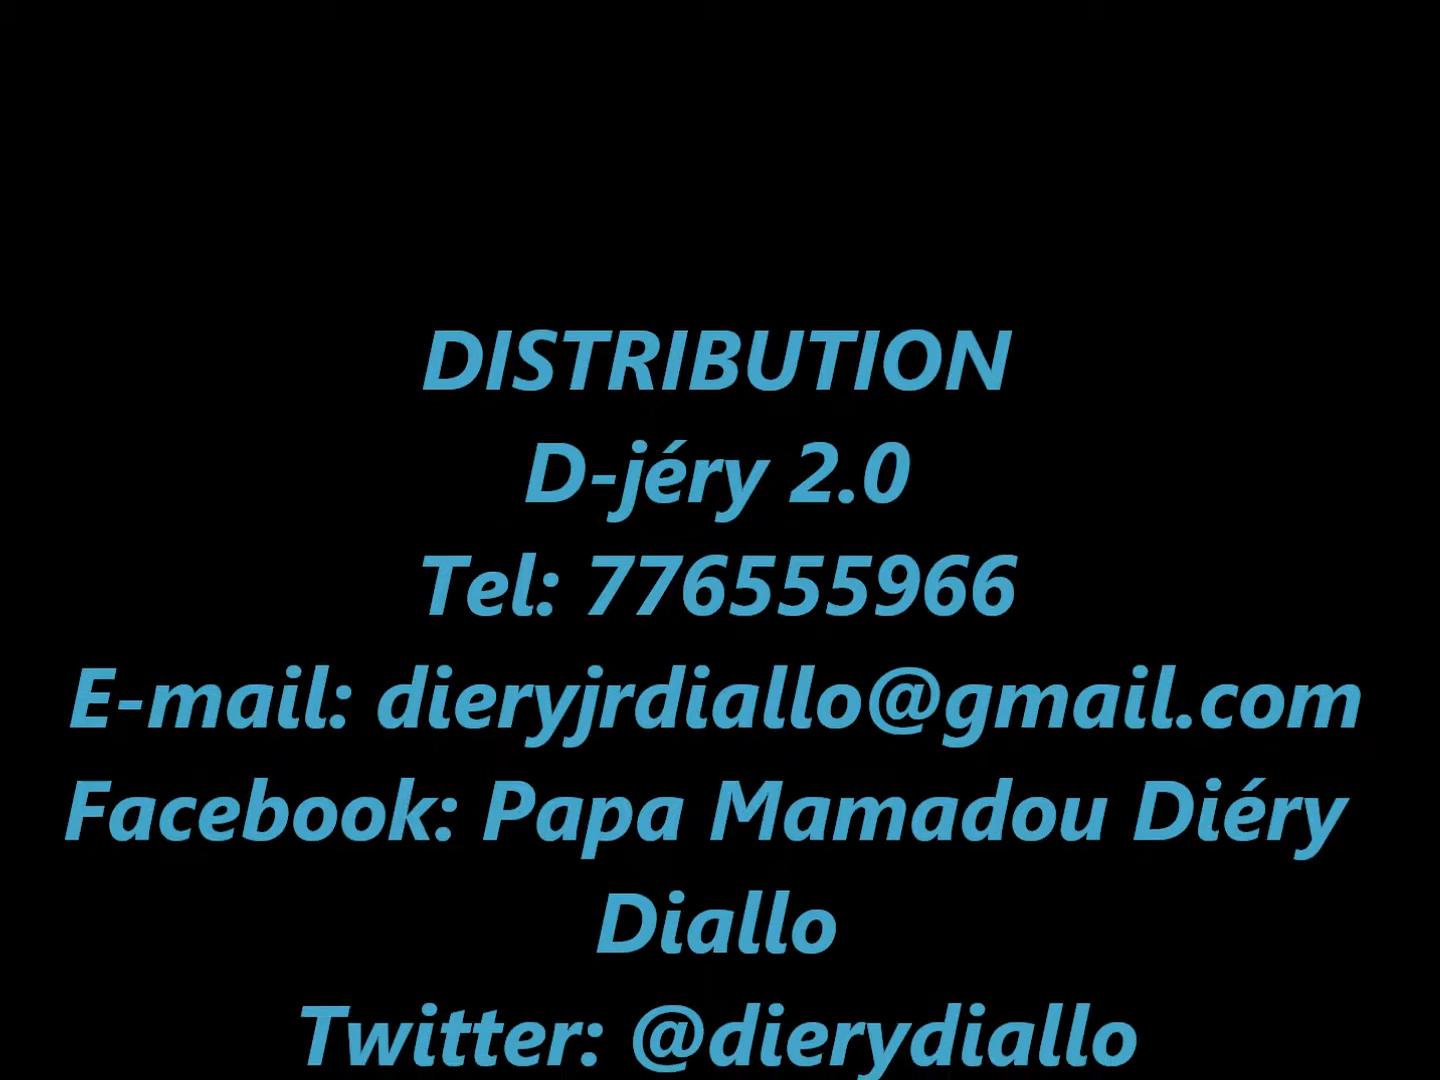 DISTRIBUTION
D-jéry 2.0
Tel: 776555966
E-mail: dieryjrdiallo@gmail.com
Facebook: Papa Mamadou Diéry
Diallo
Twitter: @dierydiallo